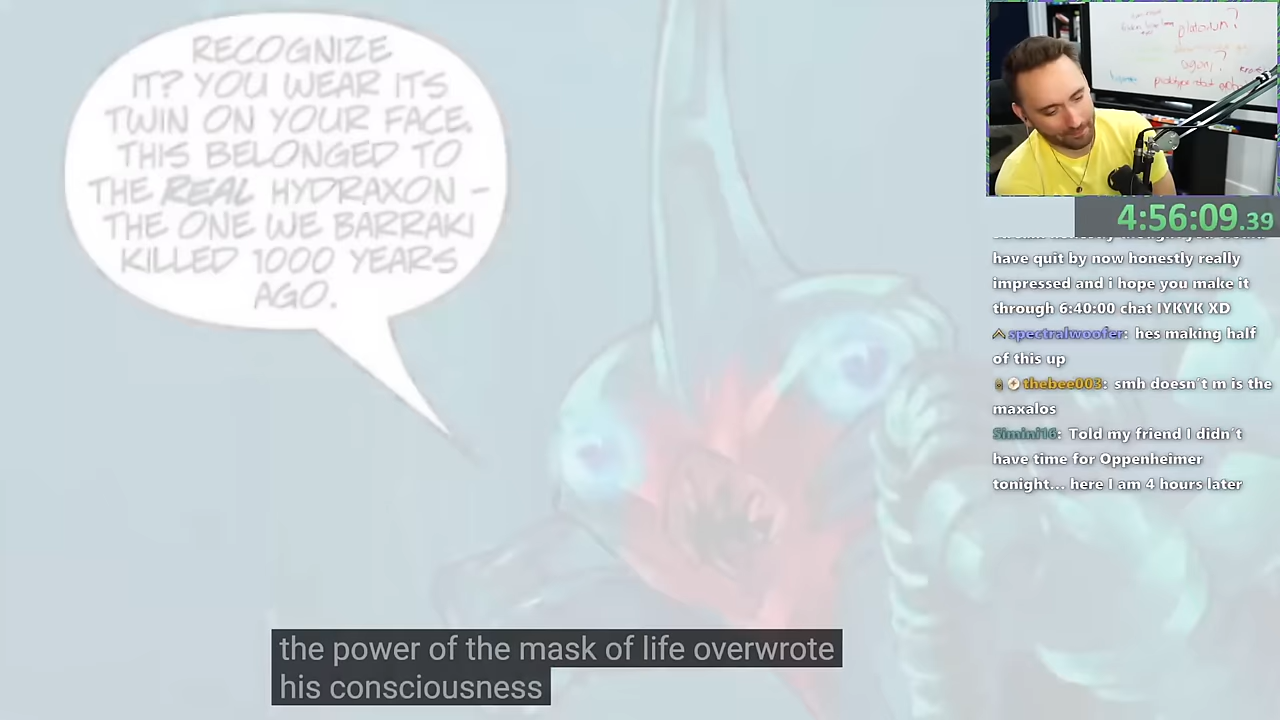 RECOGNIZE
IT? YOU WEAR ITS
TWIN ON YOUR FACE.
THIS BELONGED TO
THE REAL HYDRAXON -
THE ONE WE BARRAKI
KILLED 1000 YEARS
AGO.
platoiun?
again?
4:56:09.39
have quit by now honestly really
impressed and i hope you make it
through 6:40:00 chat IYKYK XD
spectralwoofer: hes making half
of this up
thebee003: smh doesn't m is the
maxalos
Simini16: Told my friend I didn't
have time for Oppenheimer
tonight... here I am 4 hours later
the power of the mask of life overwrote
his consciousness